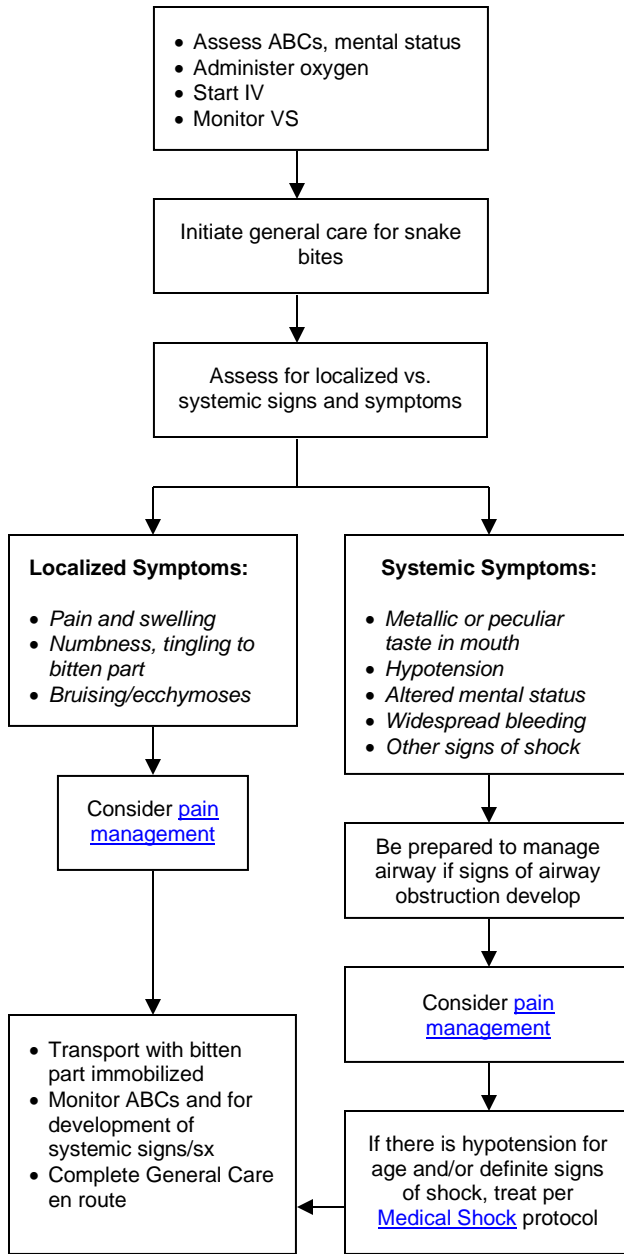 • Assess ABCs, mental status
• Administer oxygen
• Start IV
• Monitor VS
Initiate general care for snake
bites
Assess for localized vs.
systemic signs and symptoms
Localized Symptoms:
• Pain and swelling
• Numbness, tingling to
bitten part
• Bruising/ecchymoses
Consider pain
management
Systemic Symptoms:
• Metallic or peculiar
taste in mouth
• Hypotension
• Altered mental status
• Widespread bleeding
• Other signs of shock
Be prepared to manage
airway if signs of airway
obstruction develop
Consider pain
management
If there is hypotension for
age and/or definite signs
of shock, treat per
Medical Shock protocol
• Transport with bitten
part immobilized
• Monitor ABCs and for
development of
systemic signs/sx
• Complete General Care
en route